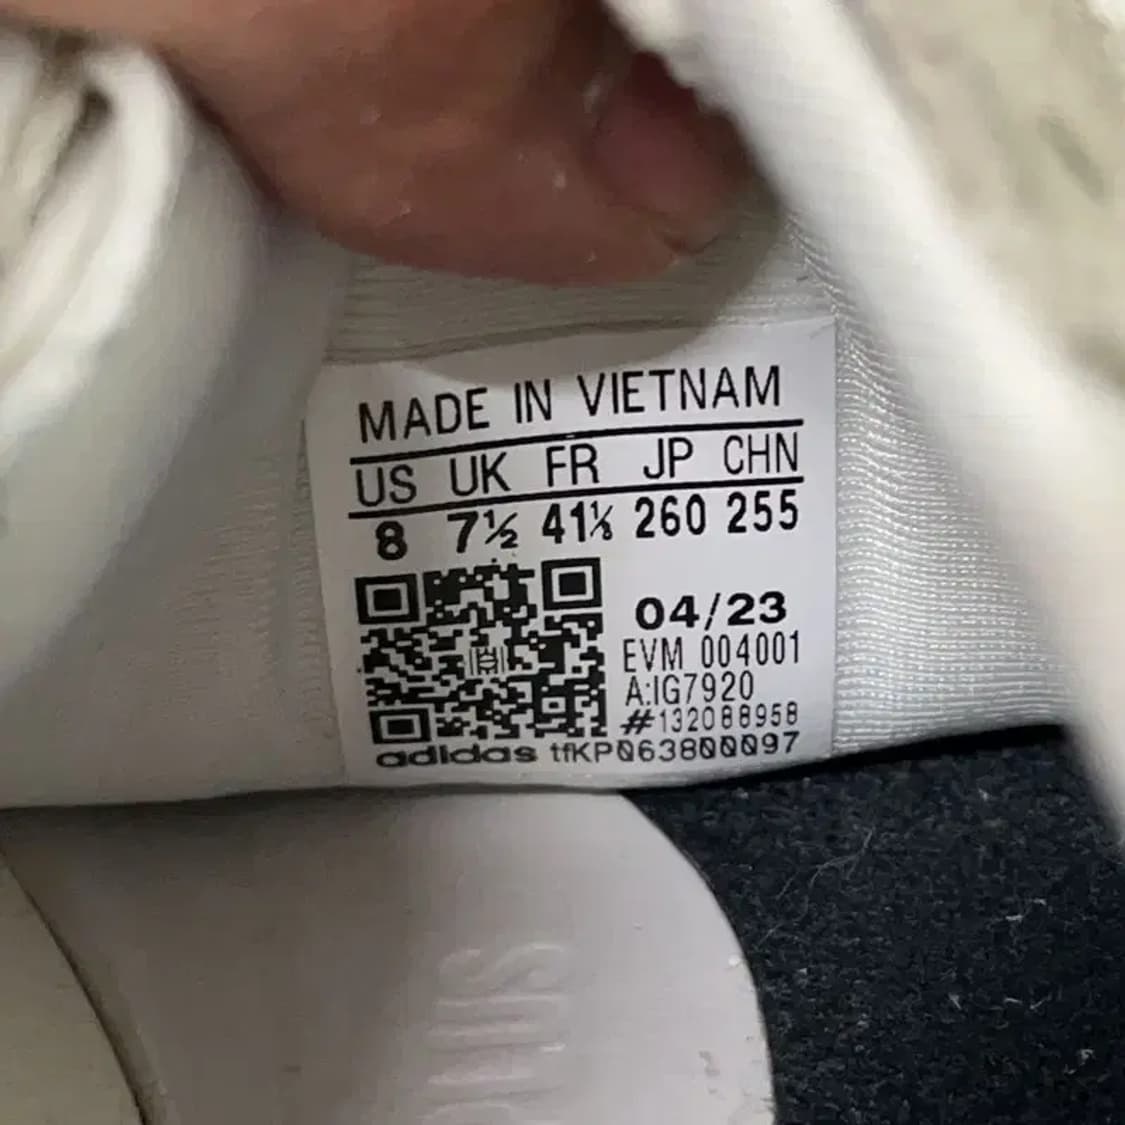 MADE IN VIETNAM
US UK FR JP CHN
8 7½ 41⅓ 260 255
04/23
EVM 004001
A:IG7920
#132088958
adidas tfKP063800097